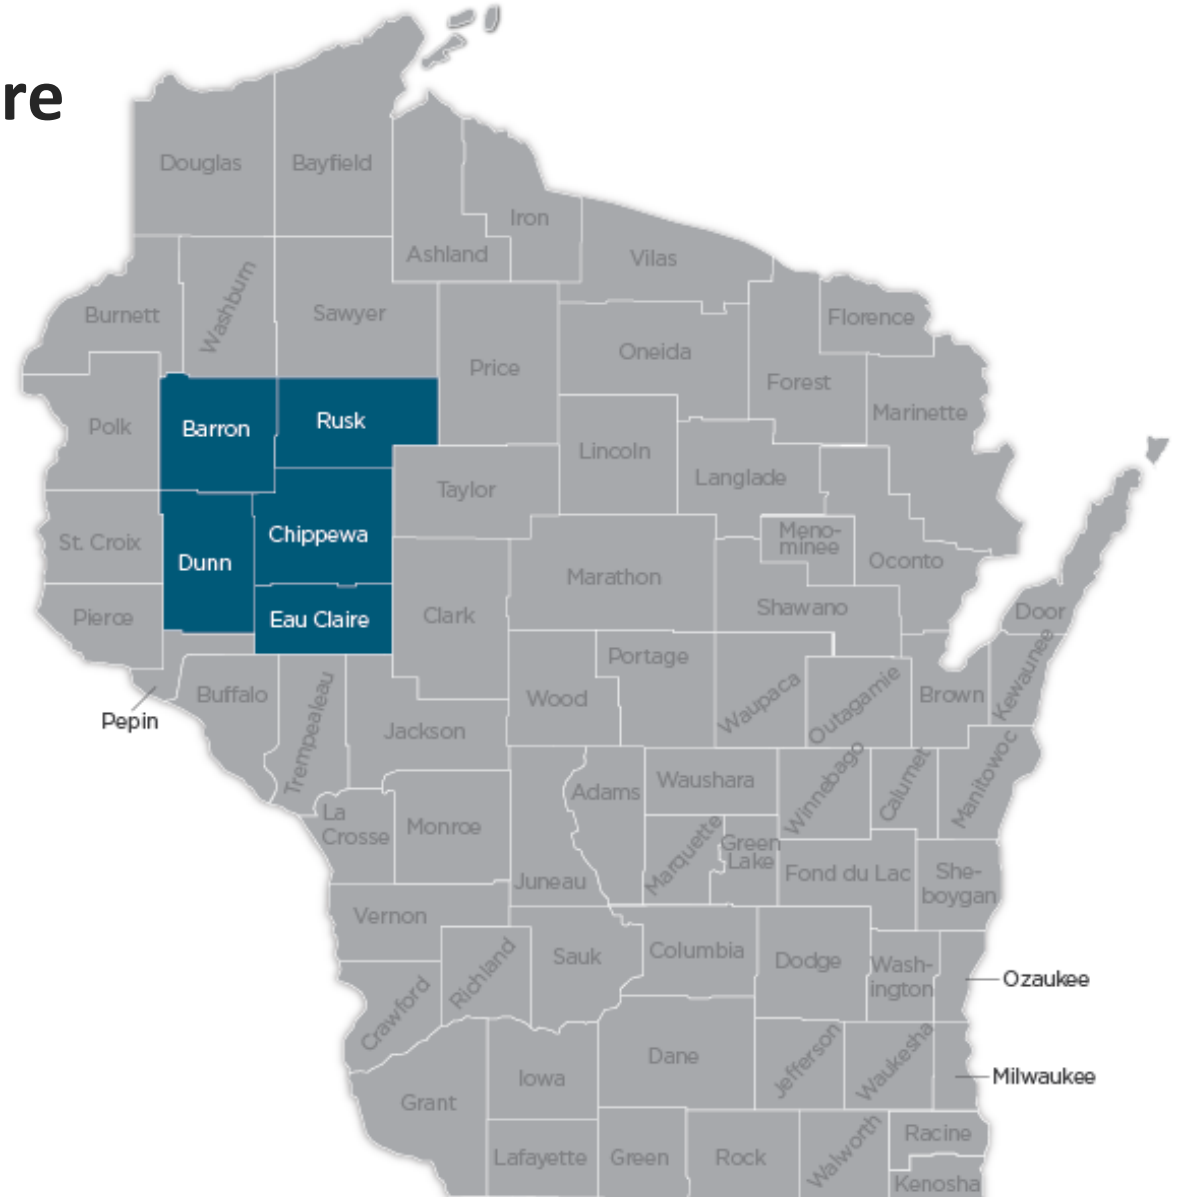 re
Douglas
Bayfield
Iron
Ashland
Vilas
Burnett
Washburn
Sawyer
Florence
Price
Oneida
Forest
Marinette
Polk
Barron
Rusk
Lincoln
Langlade
Taylor
St. Croix
Dunn
Chippewa
Meno-
minee
Oconto
Marathon
Pierce
Eau Claire
Clark
Shawano
Door
Portage
Kewaunee
Pepin
Buffalo
Trempealeau
Wood
Waupaca
Outagamie
Brown
Jackson
Manitowoc
Adams
Waushara
Winnebago
Calumet
La
Crosse
Monroe
Marquette
Green
Lake
Juneau
Fond du Lac
She-
boygan
Vernon
Richland
Sauk
Columbia
Dodge
Wash-
ington
Ozaukee
Crawford
Dane
Jefferson
Waukesha
Milwaukee
Iowa
Grant
Lafayette
Green
Rock
Walworth
Racine
Kenosha